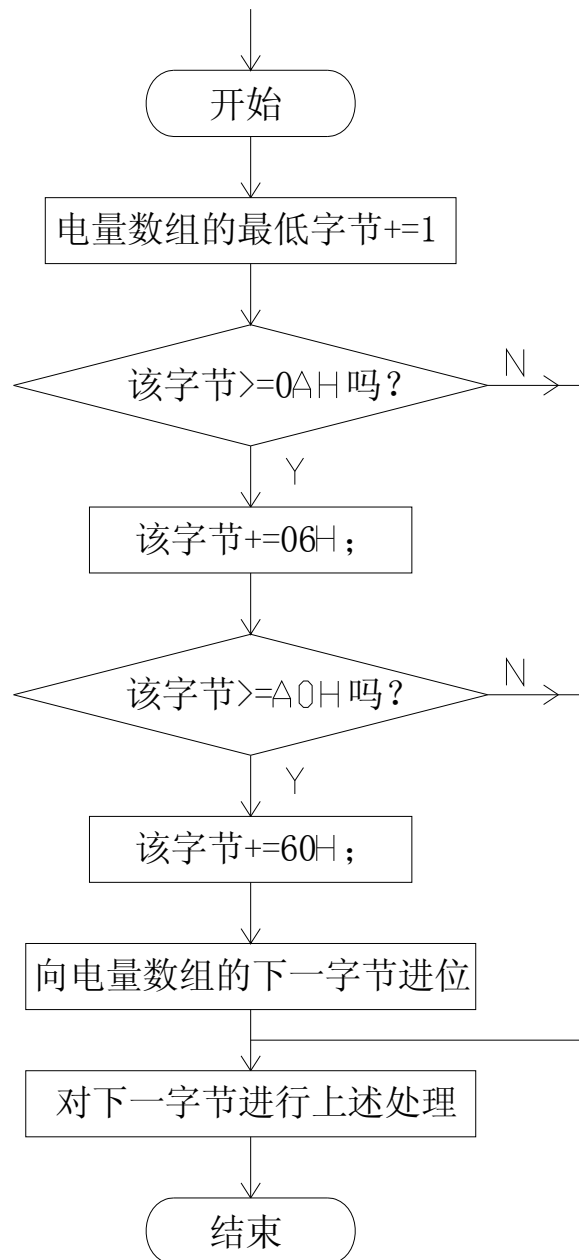 开始
电量数组的最低字节+=1
该字节>=0AH吗?
N
Y
该字节+=06H;
该字节>=A0H吗?
N
Y
该字节+=60H;
向电量数组的下一字节进位
对下一字节进行上述处理
结束